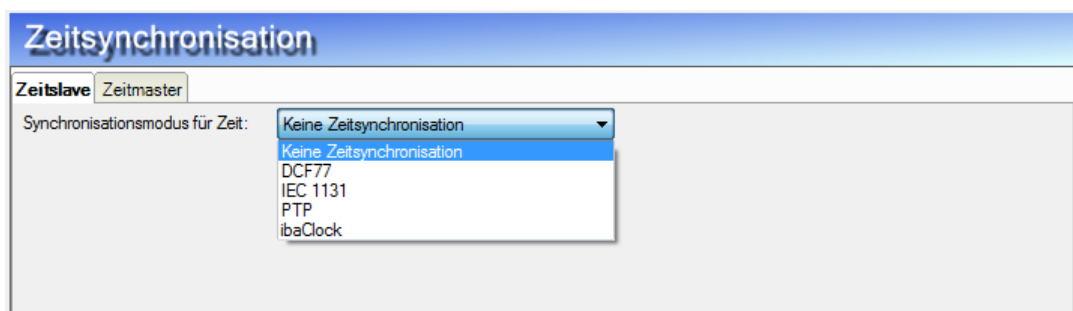 Zeitsynchronisation
Zeitslave Zeitmaster
Synchronisationsmodus für Zeit: Keine Zeitsynchronisation
Keine Zeitsynchronisation
DCF77
IEC 1131
PTP
ibaClock